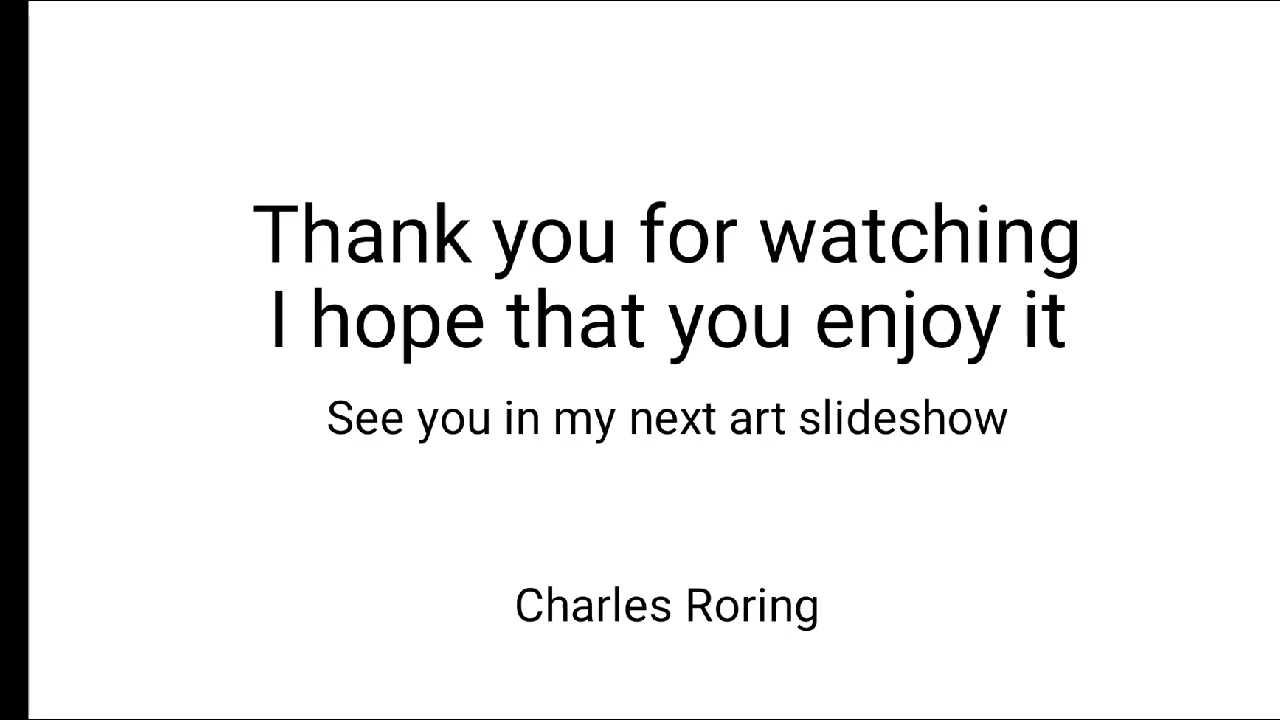 Thank you for watching
I hope that you enjoy it
See you in my next art slideshow
Charles Roring